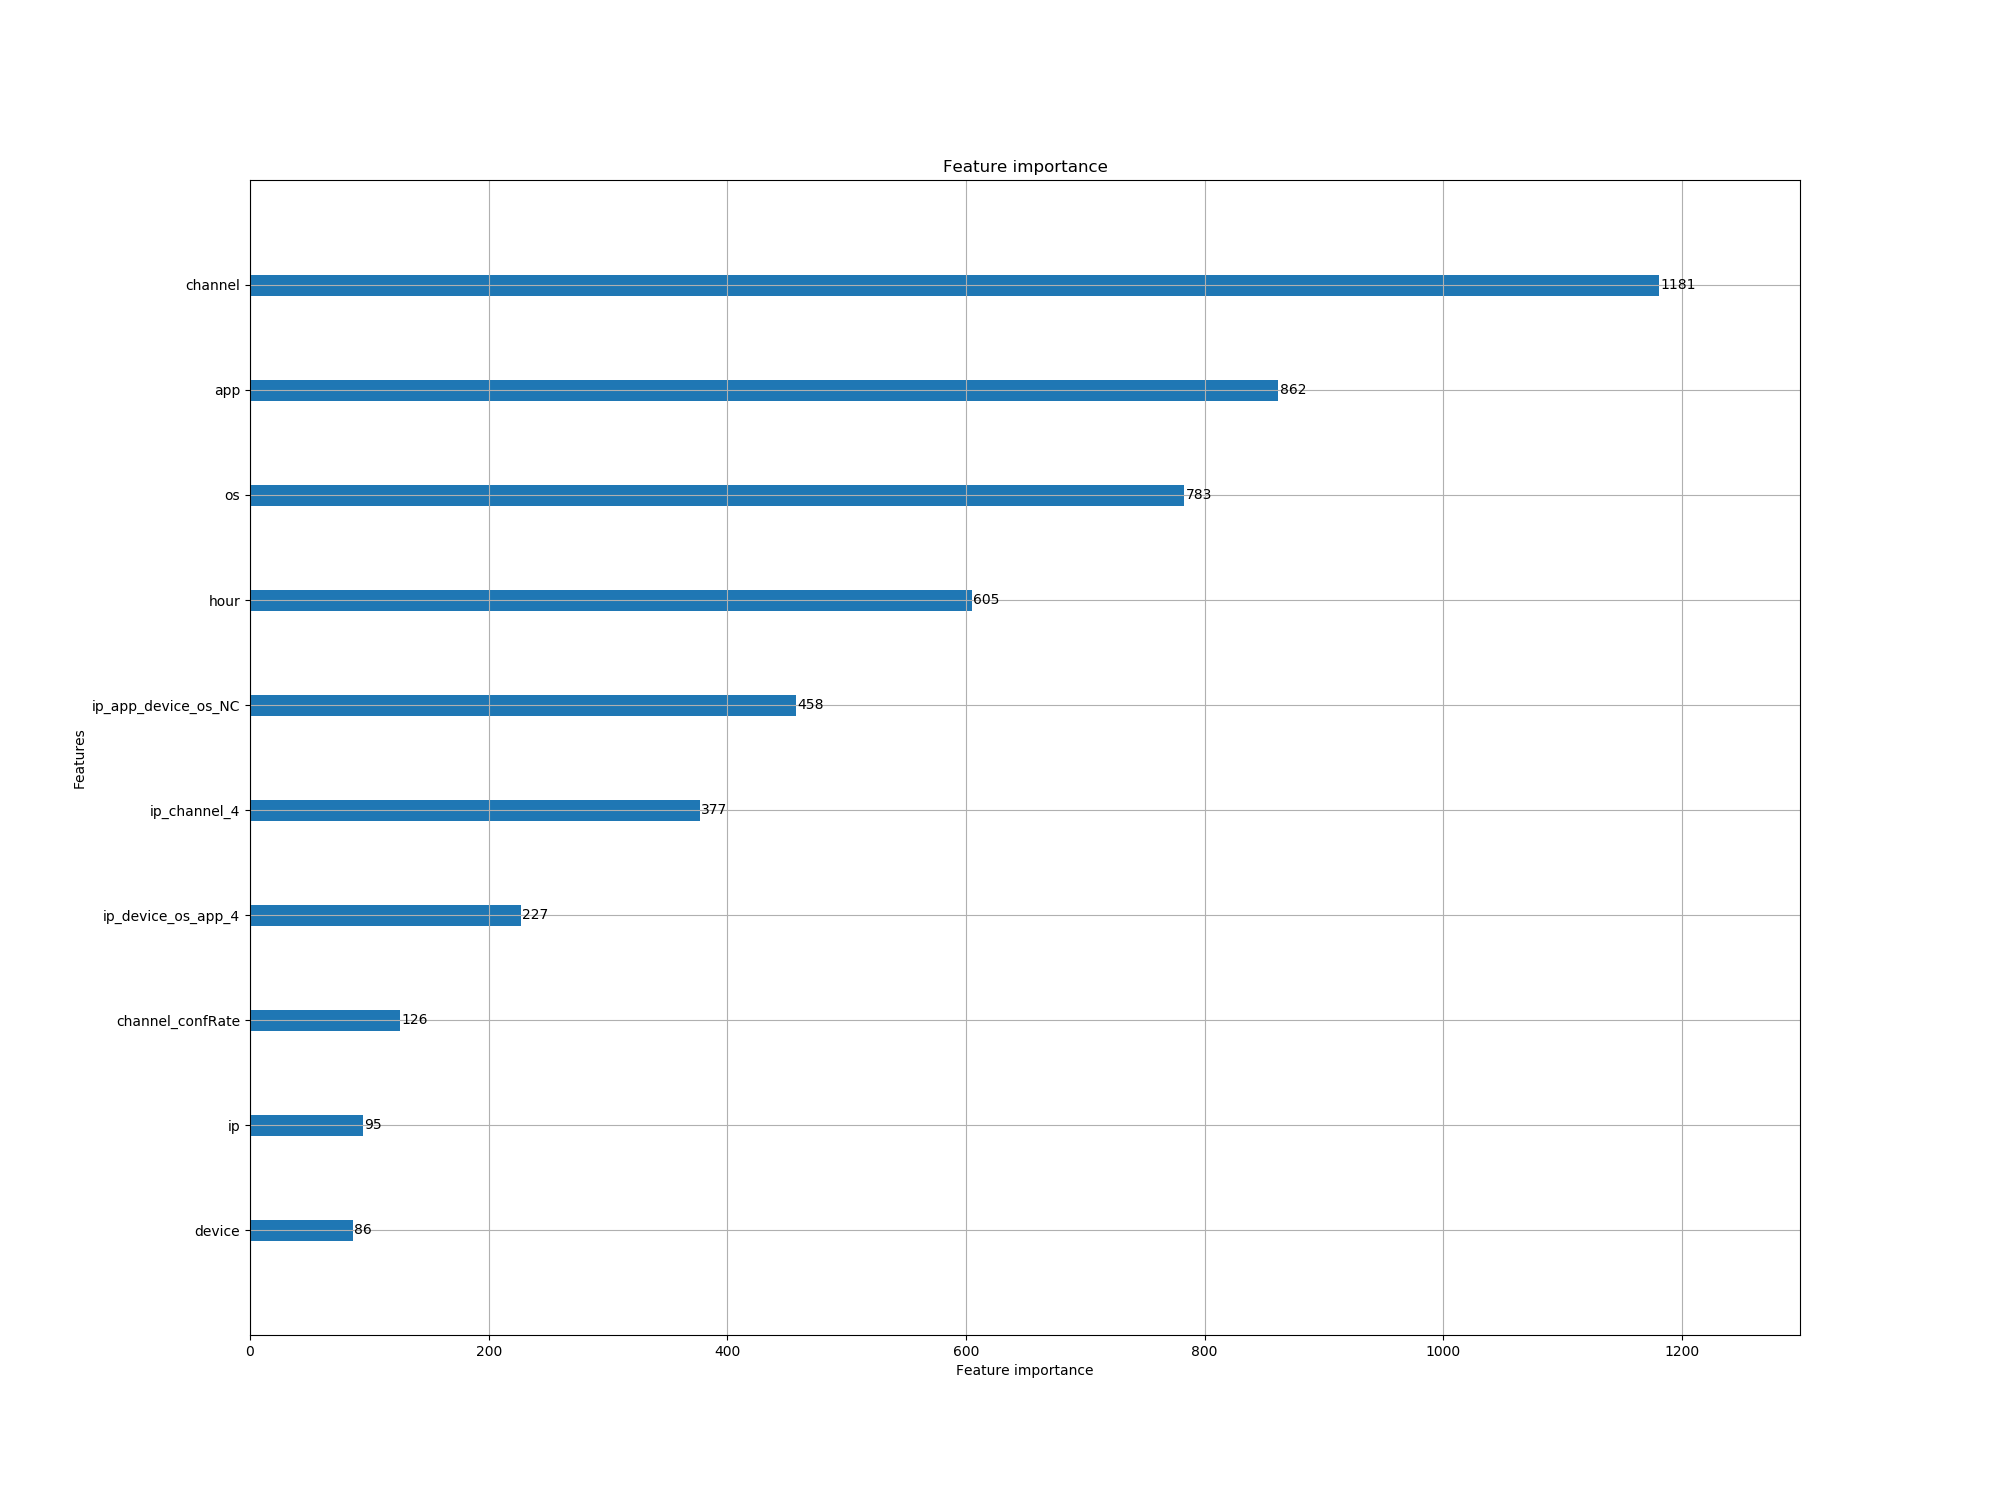 Feature importance
channel
1181
app
862
os
783
hour
605
ip_app_device_os_NC
458
Features
ip_channel_4
377
ip_device_os_app_4
227
channel_confRate
126
ip
95
device
86
0 200 400 600 800 1000 1200
Feature importance